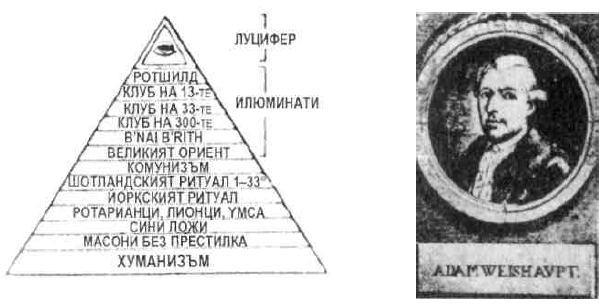 ЛУЦИФЕР
РОТШИЛД
КЛУБ НА 13-ТЕ
КЛУБ НА 33-ТЕ
КЛУБ НА 300-ТЕ
B'NAI B'RITH
ВЕЛИКИЯТ ОРИЕНТ
ИЛЮМИНАТИ
КОМУНИЗЪМ
ШОТЛАНДСКИЯТ РИТУАЛ 1–33°
ЙОРКСКИЯТ РИТУАЛ
РОТАРИАНЦИ, ЛИОНЦИ, YMCA
СИНИ ЛОЖИ
МАСОНИ БЕЗ ПРЕСТИЛКА
ХУМАНИЗЪМ
ADAM WEISHAVPT.